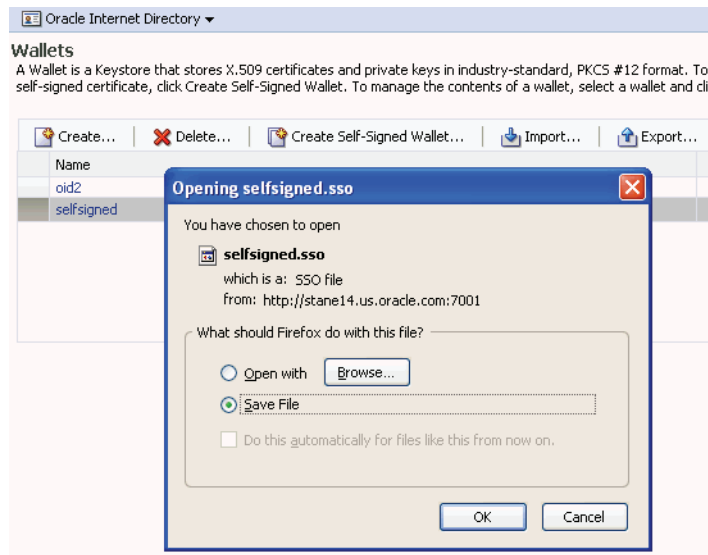 Oracle Internet Directory
Wallets
A Wallet is a Keystore that stores X.509 certificates and private keys in industry-standard, PKCS #12 format. To
self-signed certificate, click Create Self-Signed Wallet. To manage the contents of a wallet, select a wallet and cli
Create... Delete... Create Self-Signed Wallet... Import... Export...
Name
oid2
selfsigned
Opening selfsigned.sso
You have chosen to open
selfsigned.sso
which is a: SSO file
from: http://stane14.us.oracle.com:7001
What should Firefox do with this file?
Open with Browse...
Save File
Do this automatically for files like this from now on.
OK Cancel